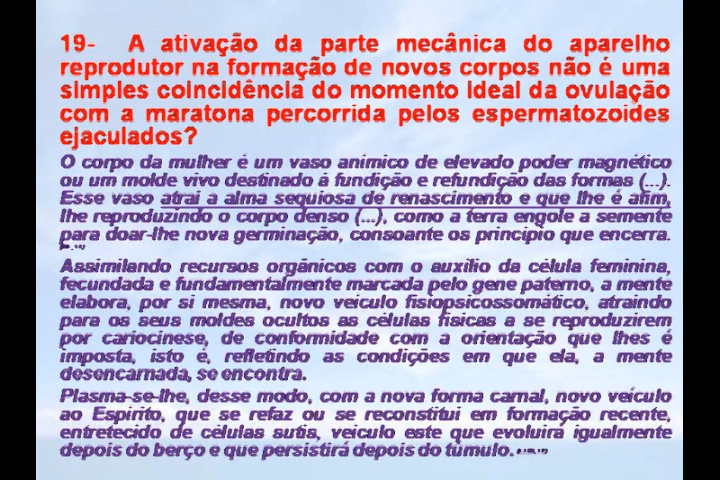 19- A ativação da parte mecânica do aparelho
reprodutor na formação de novos corpos não é uma
simples coincidência do momento ideal da ovulação
com a maratona percorrida pelos espermatozoides
ejaculados?
O corpo da mulher é um vaso anímico de elevado poder magnético
ou um molde vivo destinado à fundição e refundição das formas (...).
Esse vaso atrai a alma sequiosa de renascimento e que lhe é afim,
lhe reproduzindo o corpo denso (...), como a terra engole a semente
para doar-lhe nova germinação, consoante os princípio que encerra.
Assimilando recursos orgânicos com o auxílio da célula feminina,
fecundada e fundamentalmente marcada pelo gene paterno, a mente
elabora, por si mesma, novo veículo fisiopsicossomático, atraindo
para os seus moldes ocultos as células físicas a se reproduzirem
por cariocinese, de conformidade com a orientação que lhes é
imposta, isto é, refletindo as condições em que ela, a mente
desencarnada, se encontra.
Plasma-se-lhe, desse modo, com a nova forma carnal, novo veículo
ao Espírito, que se refaz ou se reconstitui em formação recente,
entretecido de células sutis, veículo este que evoluirá igualmente
depois do berço e que persistirá depois do túmulo.